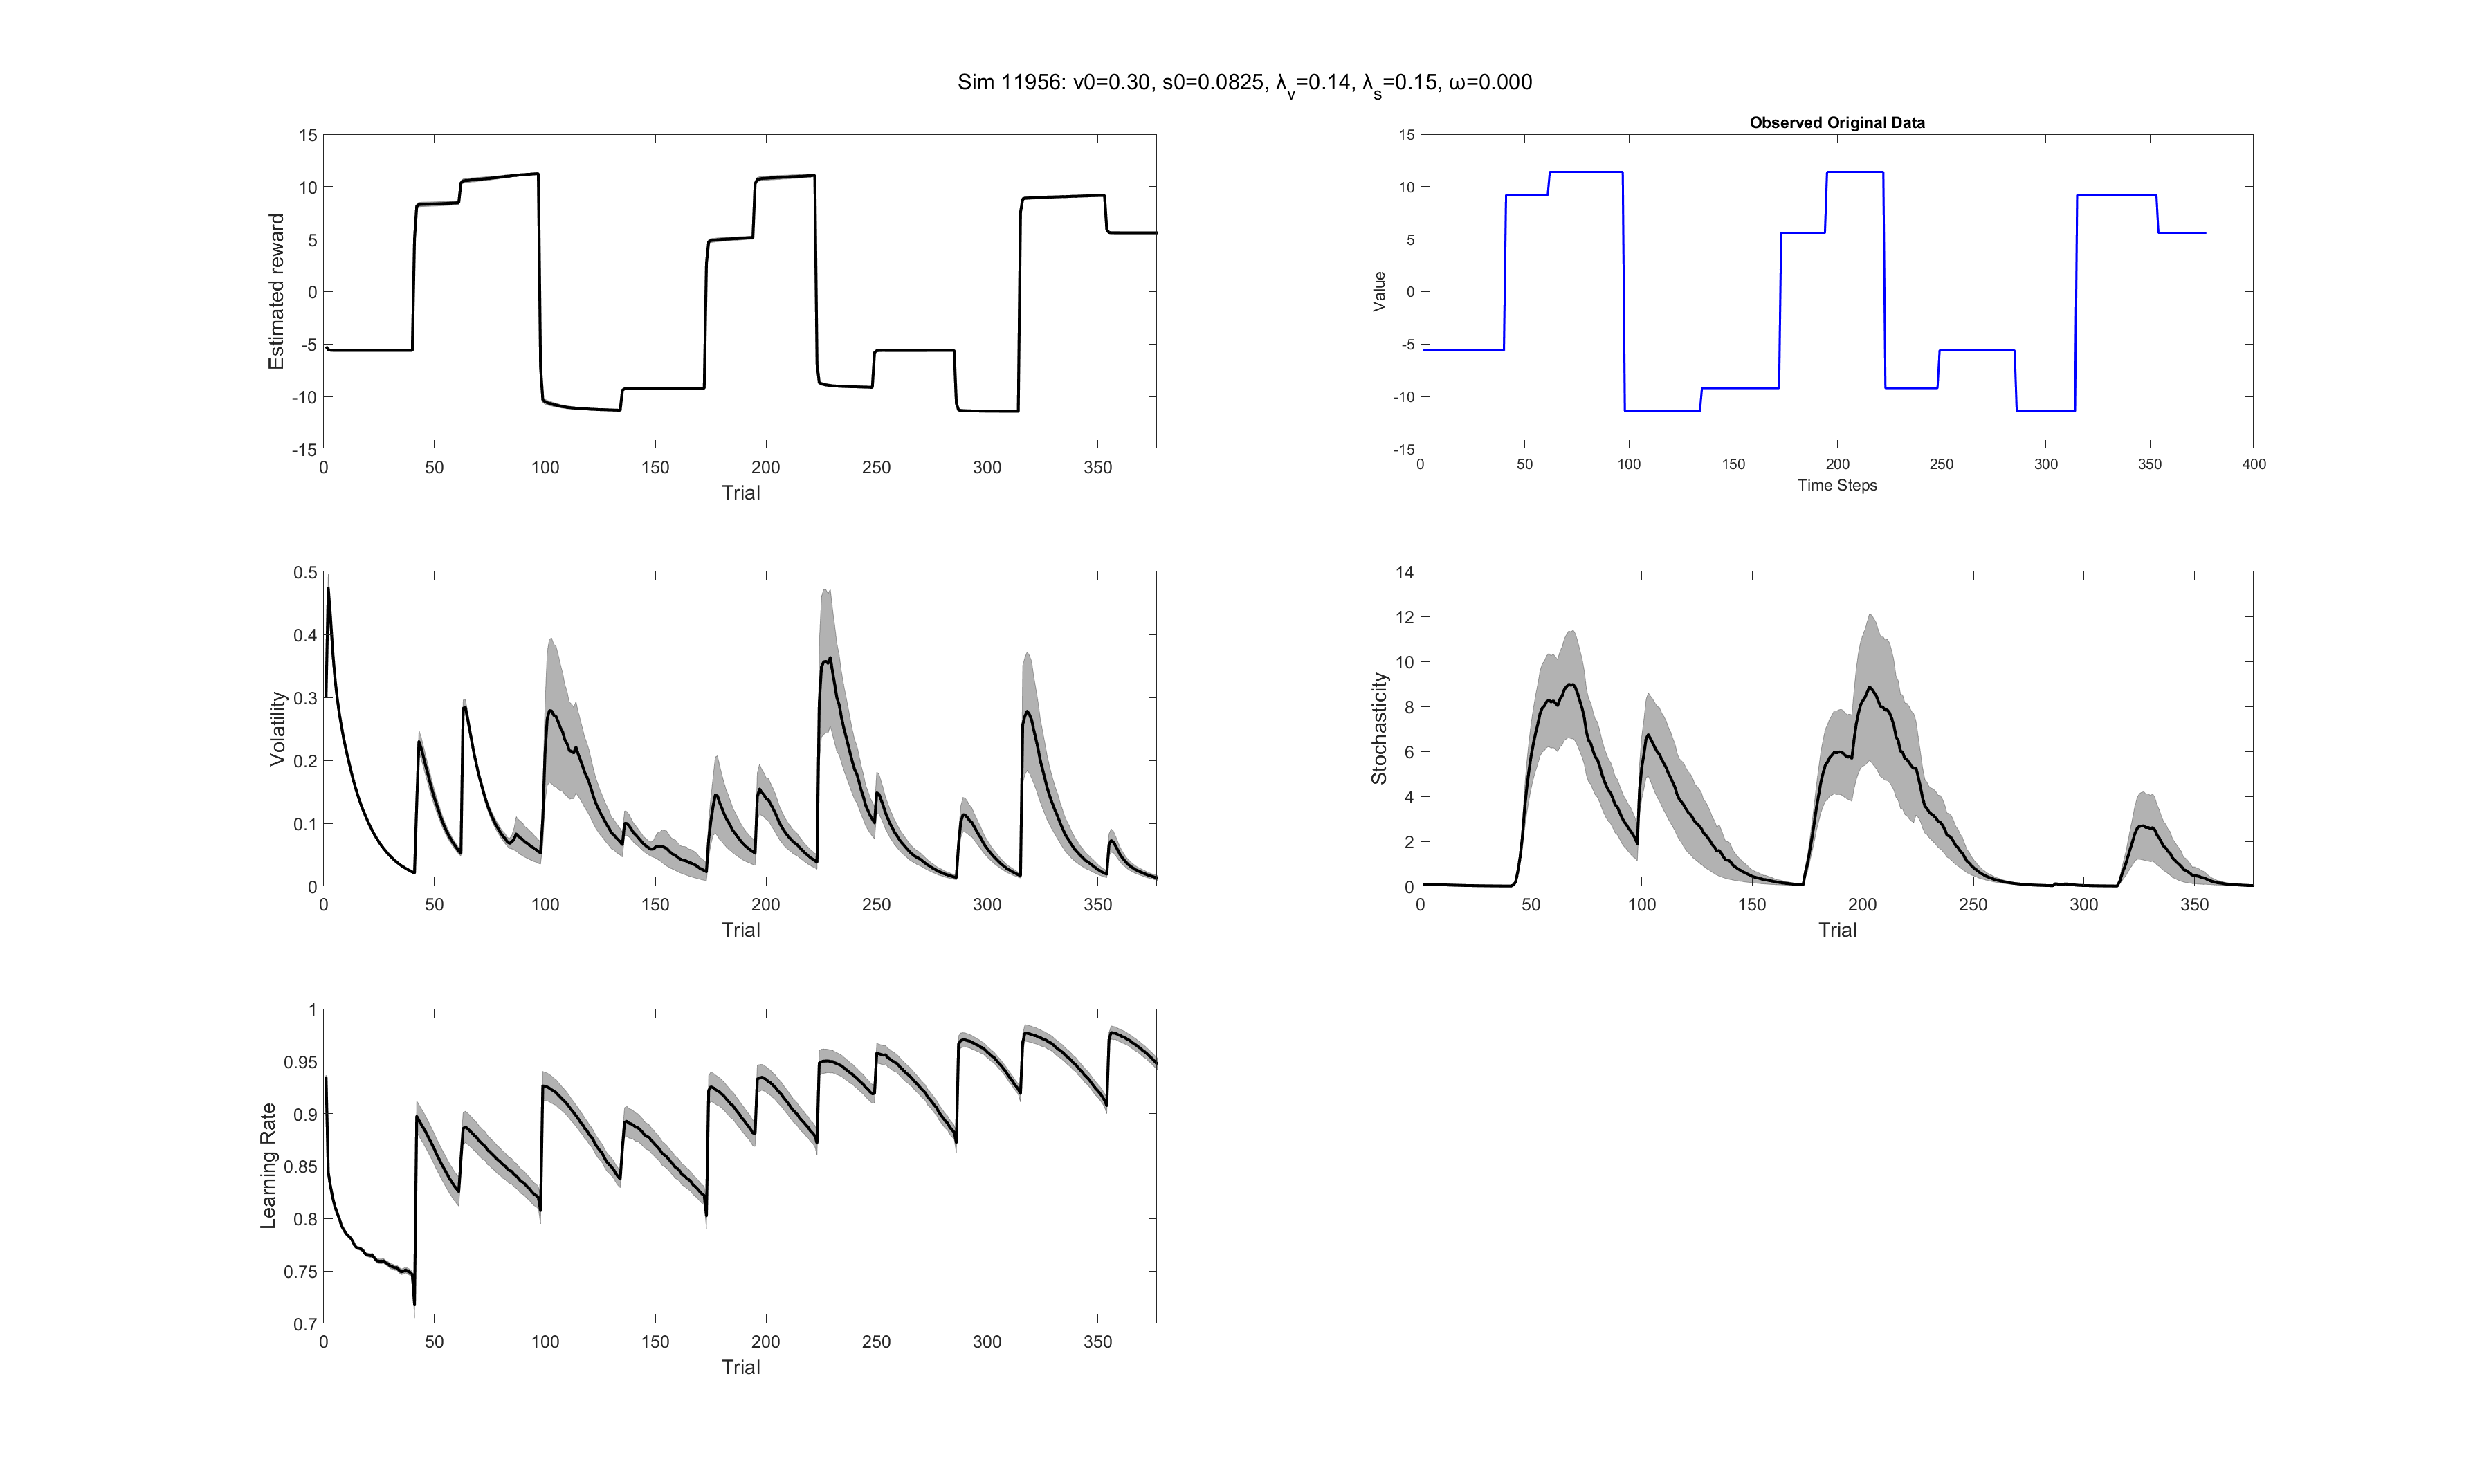 Sim 11956: v0=0.30, s0=0.0825, λv=0.14, λs=0.15, ω=0.000
15
10
5
0
-5
-10
-15
Estimated reward
0 50 100 150 200 250 300 350
Trial
Observed Original Data
15
10
5
0
-5
-10
-15
Value
0 50 100 150 200 250 300 350 400
Time Steps
0.5
0.4
0.3
0.2
0.1
0
Volatility
0 50 100 150 200 250 300 350
Trial
14
12
10
8
6
4
2
0
Stochasticity
0 50 100 150 200 250 300 350
Trial
1
0.95
0.9
0.85
0.8
0.75
0.7
Learning Rate
0 50 100 150 200 250 300 350
Trial